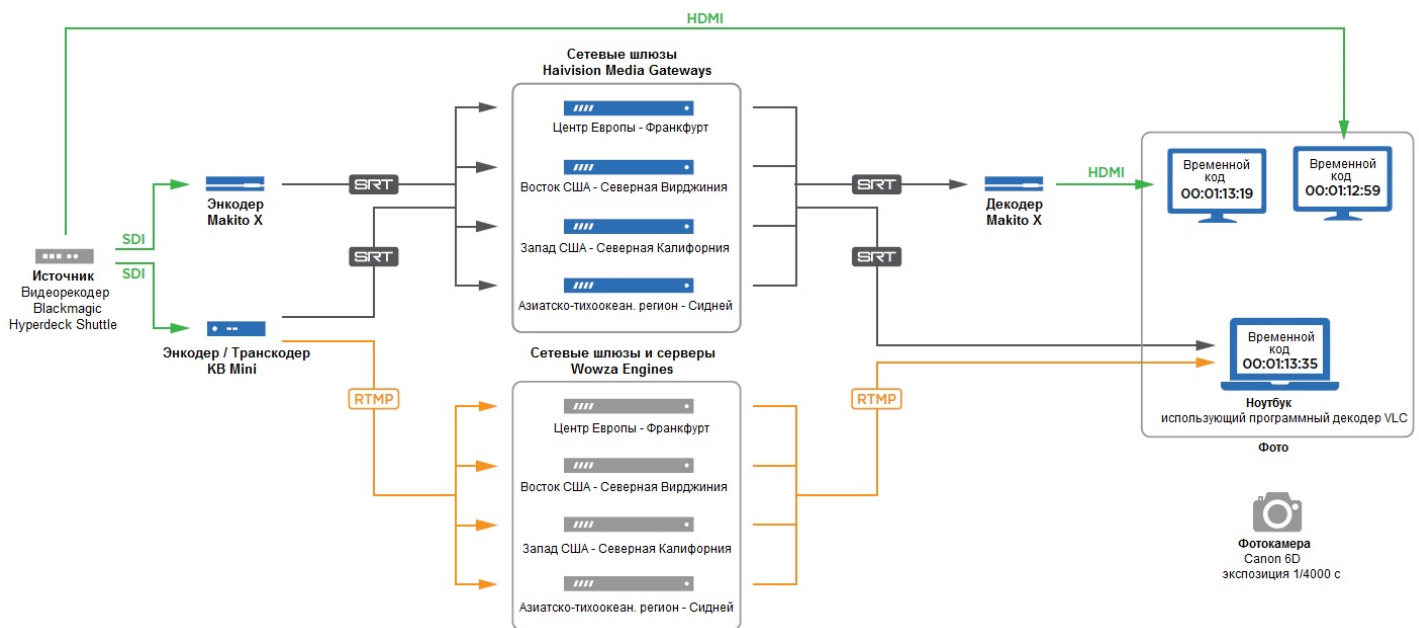 HDMI
Сетевые шлюзы
Haivision Media Gateways
Центр Европы - Франкфурт
Восток США - Северная Вирджиния
Запад США - Северная Калифорния
Азиатско-тихоокеан. регион - Сидней
SDI
SDI
Источник
Видеорекодер
Blackmagic
Hyperdeck Shuttle
Энкодер
Makito X
SRT
SRT
Энкодер / Транскодер
KB Mini
RTMP
Сетевые шлюзы и серверы
Wowza Engines
Центр Европы - Франкфурт
Восток США - Северная Вирджиния
Запад США - Северная Калифорния
Азиатско-тихоокеан. регион - Сидней
SRT
SRT
RTMP
Декодер
Makito X
HDMI
Временной
код
00:01:13:19
Временной
код
00:01:12:59
Временной
код
00:01:13:35
Ноутбук
использующий программный декодер VLC
Фото
Фотокамера
Canon 6D
экспозиция 1/4000 с